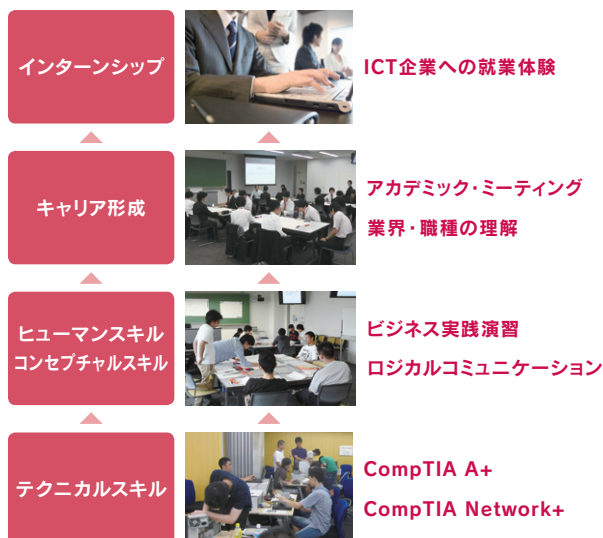 インターンシップ
ICT企業への就業体験
キャリア形成
アカデミック・ミーティング
業界・職種の理解
ヒューマンスキル
コンセプチャルスキル
ビジネス実践演習
ロジカルコミュニケーション
テクニカルスキル
CompTIA A+
CompTIA Network+